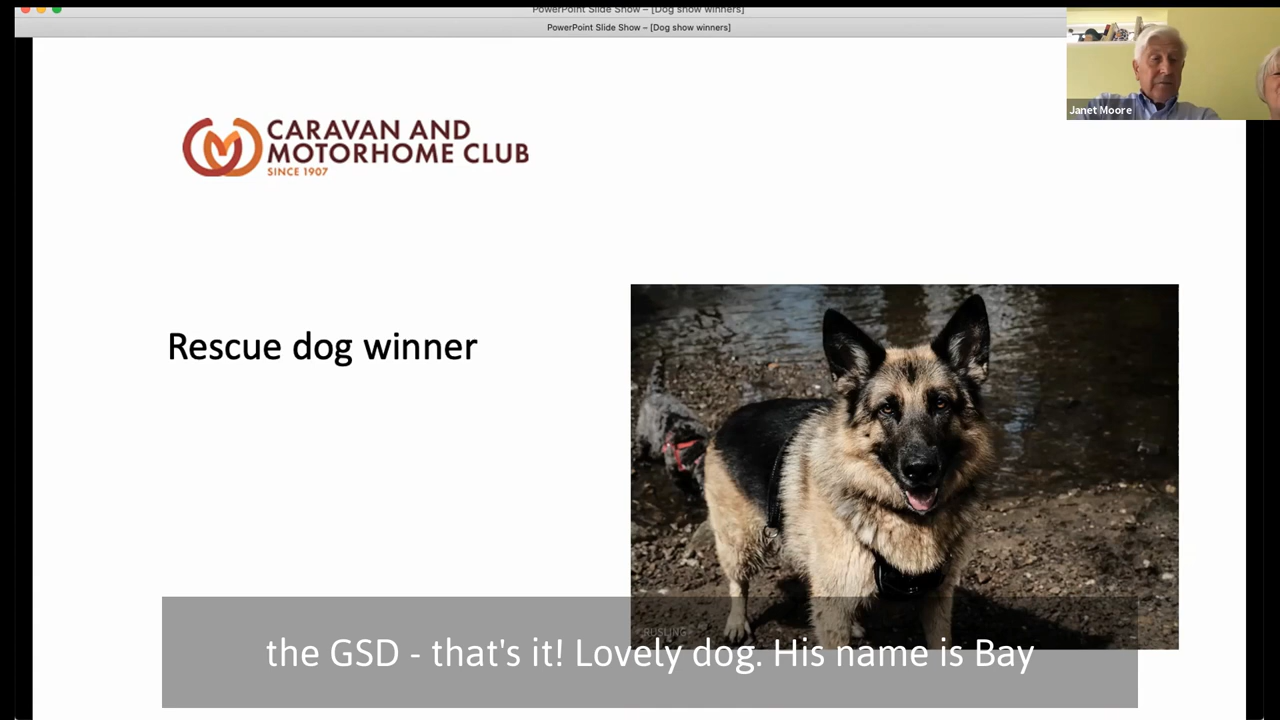 PowerPoint Slide Show – [Dog show winners]
PowerPoint Slide Show – [Dog show winners]
Janet Moore
CARAVAN AND
MOTORHOME CLUB
SINCE 1907
Rescue dog winner
RUSLING
the GSD - that's it! Lovely dog. His name is Bay